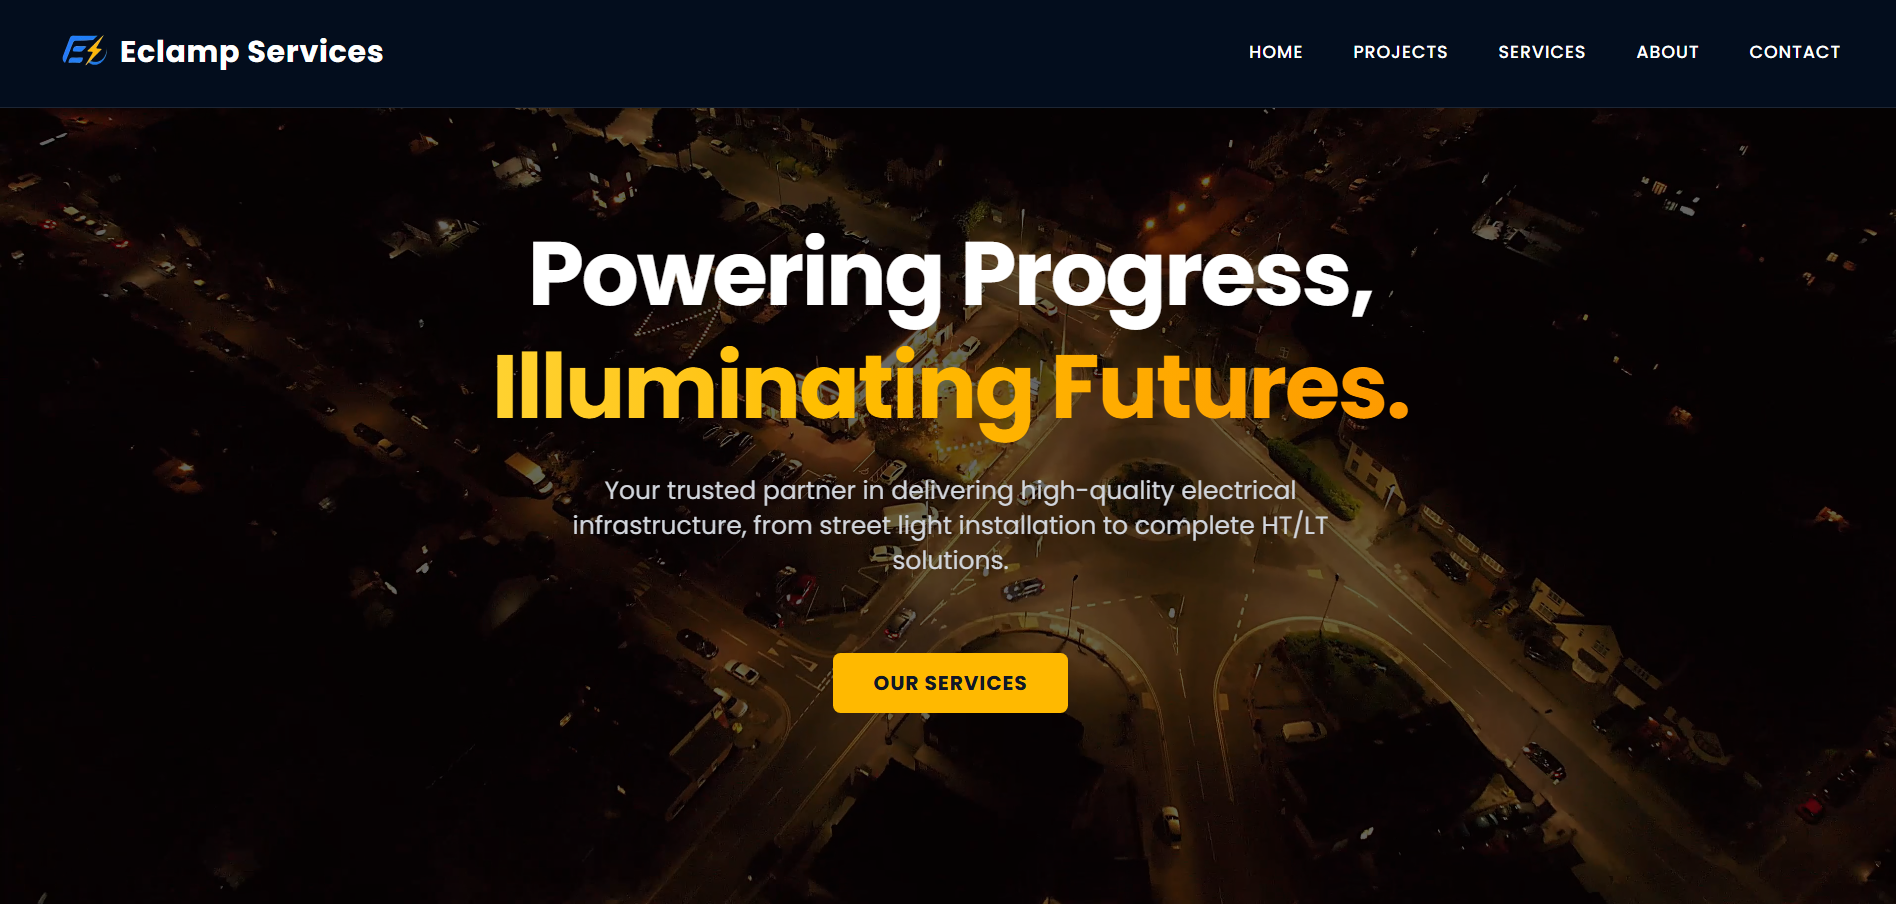 Eclamp Services
HOME PROJECTS SERVICES ABOUT CONTACT
Powering Progress,
Illuminating Futures.
Your trusted partner in delivering high-quality electrical
infrastructure, from street light installation to complete HT/LT
solutions.
OUR SERVICES